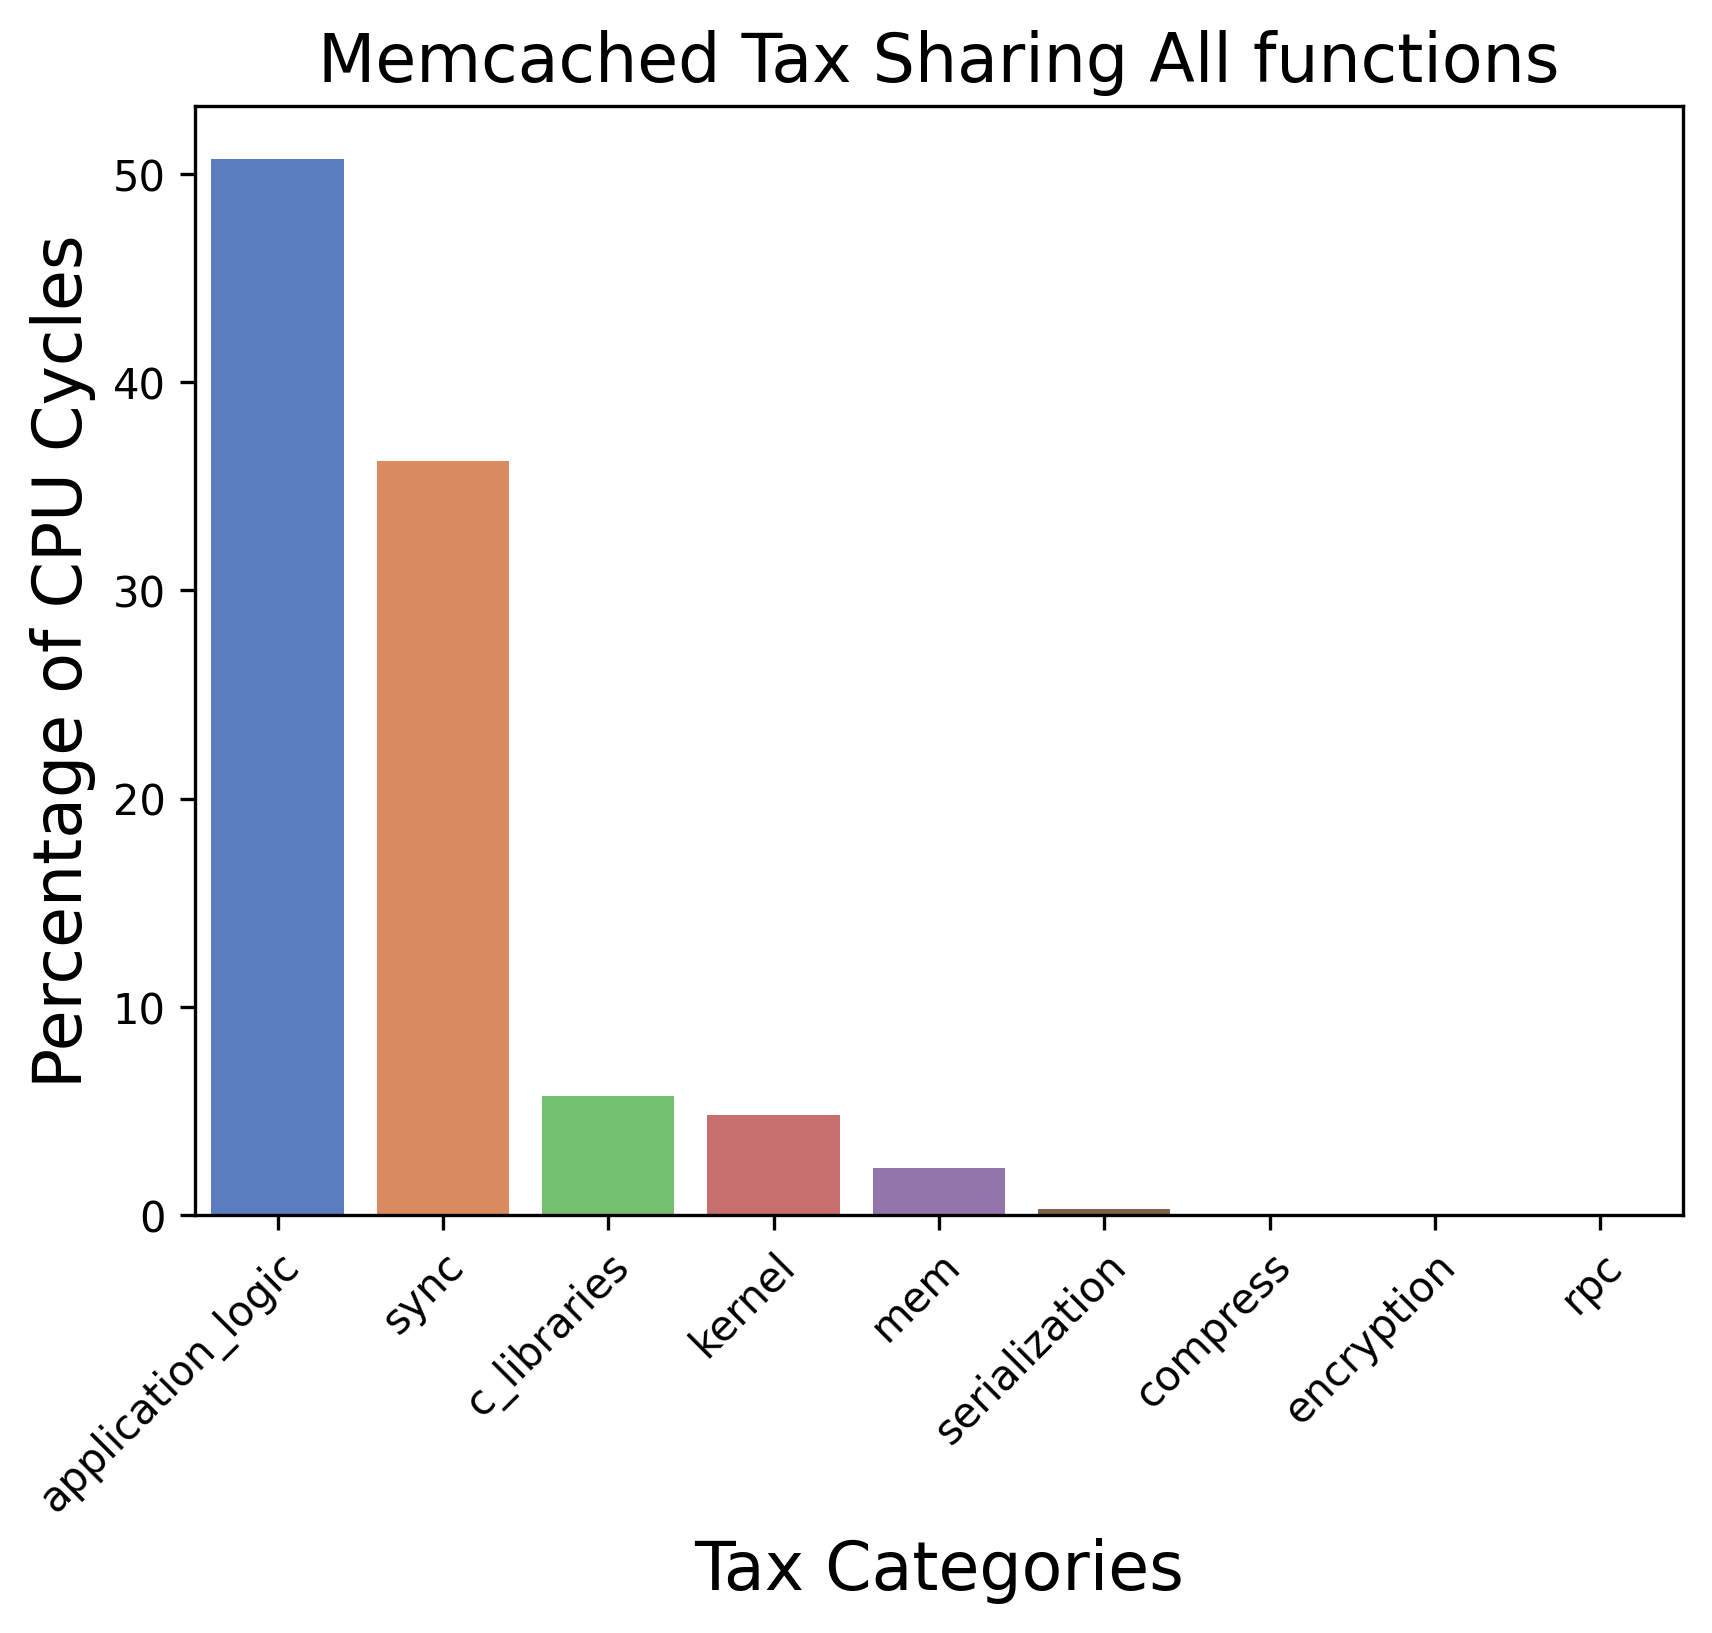 Memcached Tax Sharing All functions
Percentage of CPU Cycles
50
40
30
20
10
0
application_logic
sync
c_libraries
kernel
mem
serialization
compress
encryption
rpc
Tax Categories